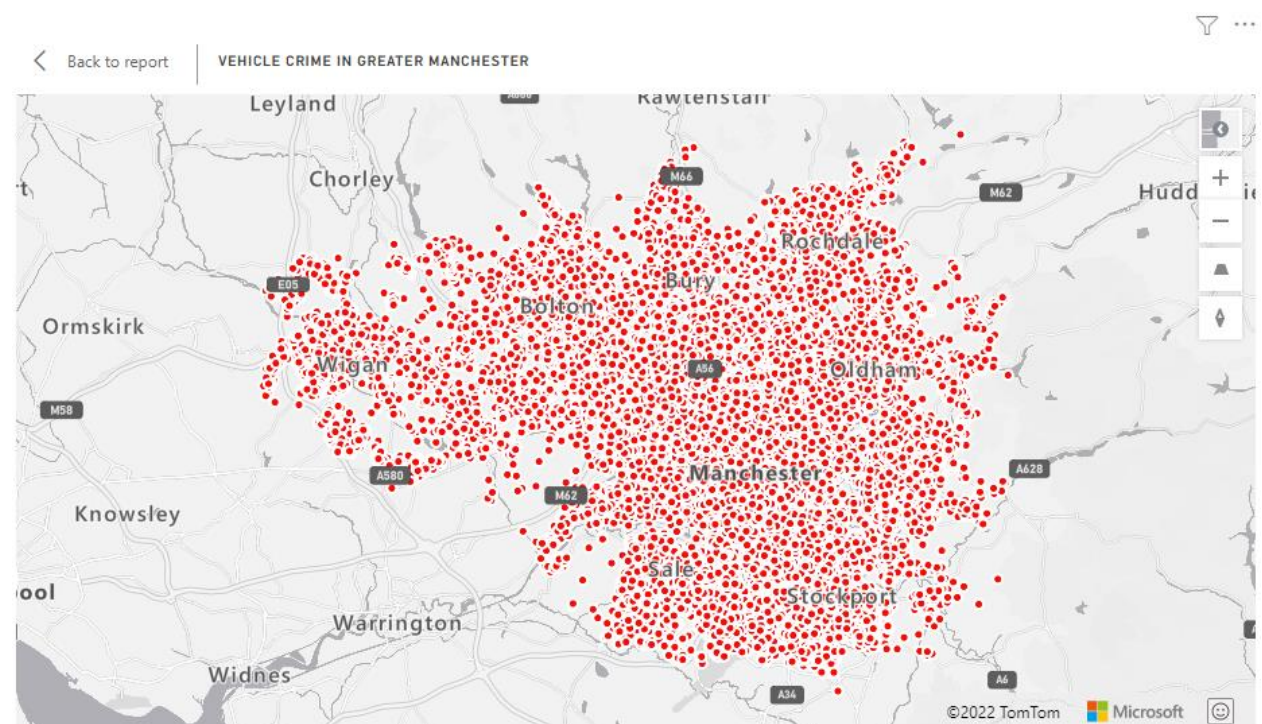 Back to report
VEHICLE CRIME IN GREATER MANCHESTER
Leyland
Rawtenstall
Chorley
M66
M62
Rochdale
Bury
E05
Bolton
Ormskirk
Wigan
A56
Oldham
M58
A580
Manchester
A628
M62
Knowsley
Sale
Stockport
ool
Warrington
Widnes
A34
A6
©2022 TomTom
Microsoft